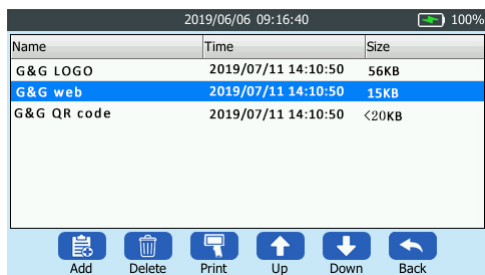 2019/06/06 09:16:40 100%
Name Time Size
G&G LOGO 2019/07/11 14:10:50 56KB
G&G web 2019/07/11 14:10:50 15KB
G&G QR code 2019/07/11 14:10:50 <20KB
Add Delete Print Up Down Back